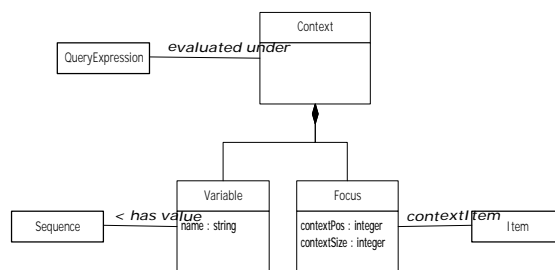 Context
evaluated under
QueryExpression
Variable
Focus
< has value
name : string
contextPos : integer
contextSize : integer
contextItem
Sequence
Item